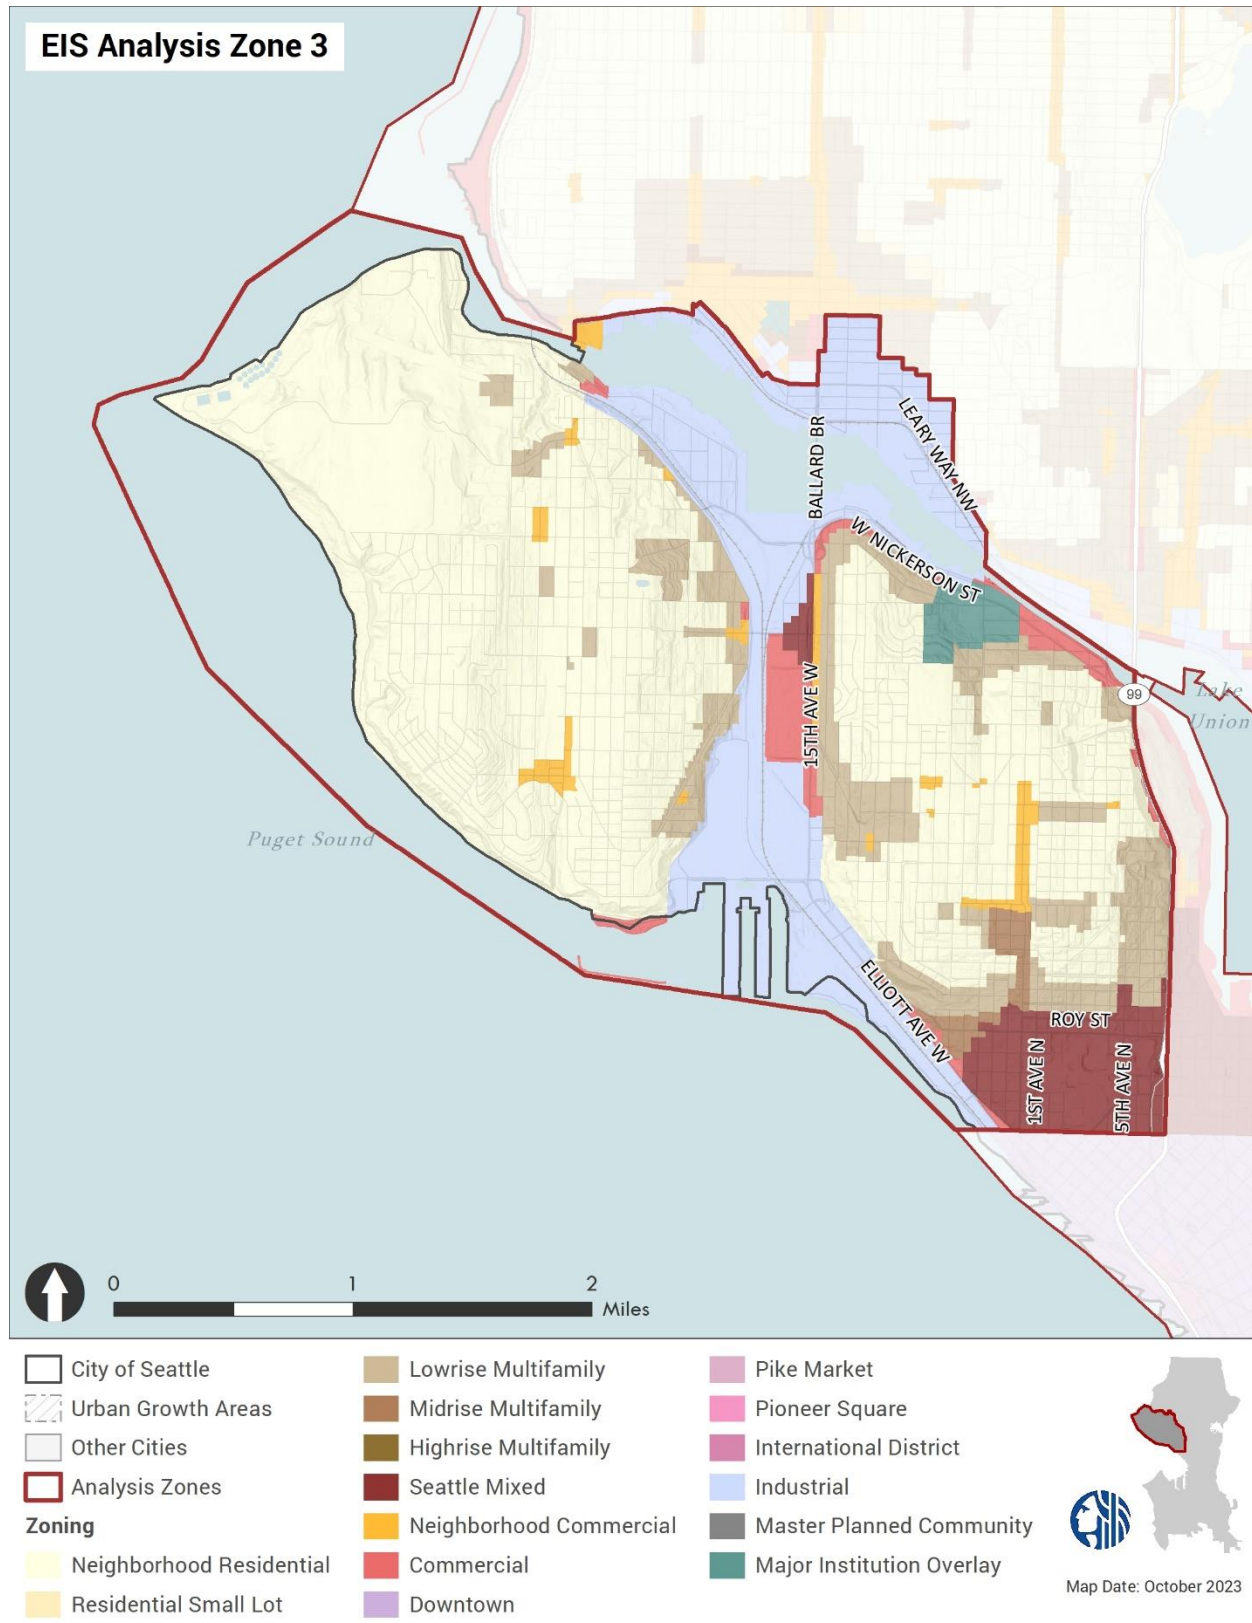 EIS Analysis Zone 3
BALLARD BR
LEARY WAY NW
W NICKERSON ST
15TH AVE W
99
Lake
Union
Puget Sound
ELLIOTT AVE W
ROY ST
1ST AVE N
5TH AVE N
0 1 2
Miles
City of Seattle
Urban Growth Areas
Other Cities
Analysis Zones
Zoning
Neighborhood Residential
Residential Small Lot
Lowrise Multifamily
Midrise Multifamily
Highrise Multifamily
Seattle Mixed
Neighborhood Commercial
Commercial
Downtown
Pike Market
Pioneer Square
International District
Industrial
Master Planned Community
Major Institution Overlay
Map Date: October 2023